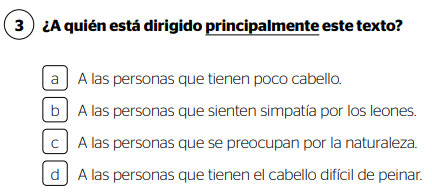 3 ¿A quién está dirigido principalmente este texto?
a A las personas que tienen poco cabello.
b A las personas que sienten simpatía por los leones.
c A las personas que se preocupan por la naturaleza.
d A las personas que tienen el cabello difícil de peinar.